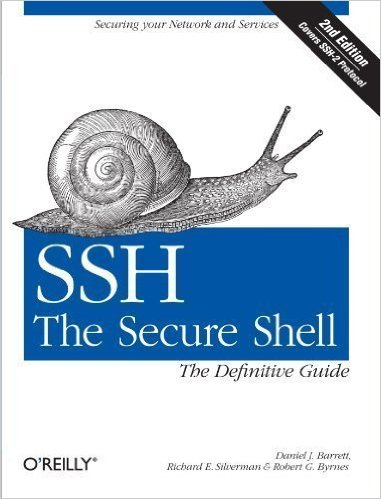 Securing your Network and Services
2nd Edition
Covers SSH-2 Protocol
SSH
The Secure Shell
The Definitive Guide
O'REILLY®
Daniel J. Barrett,
Richard E. Silverman & Robert G. Byrnes